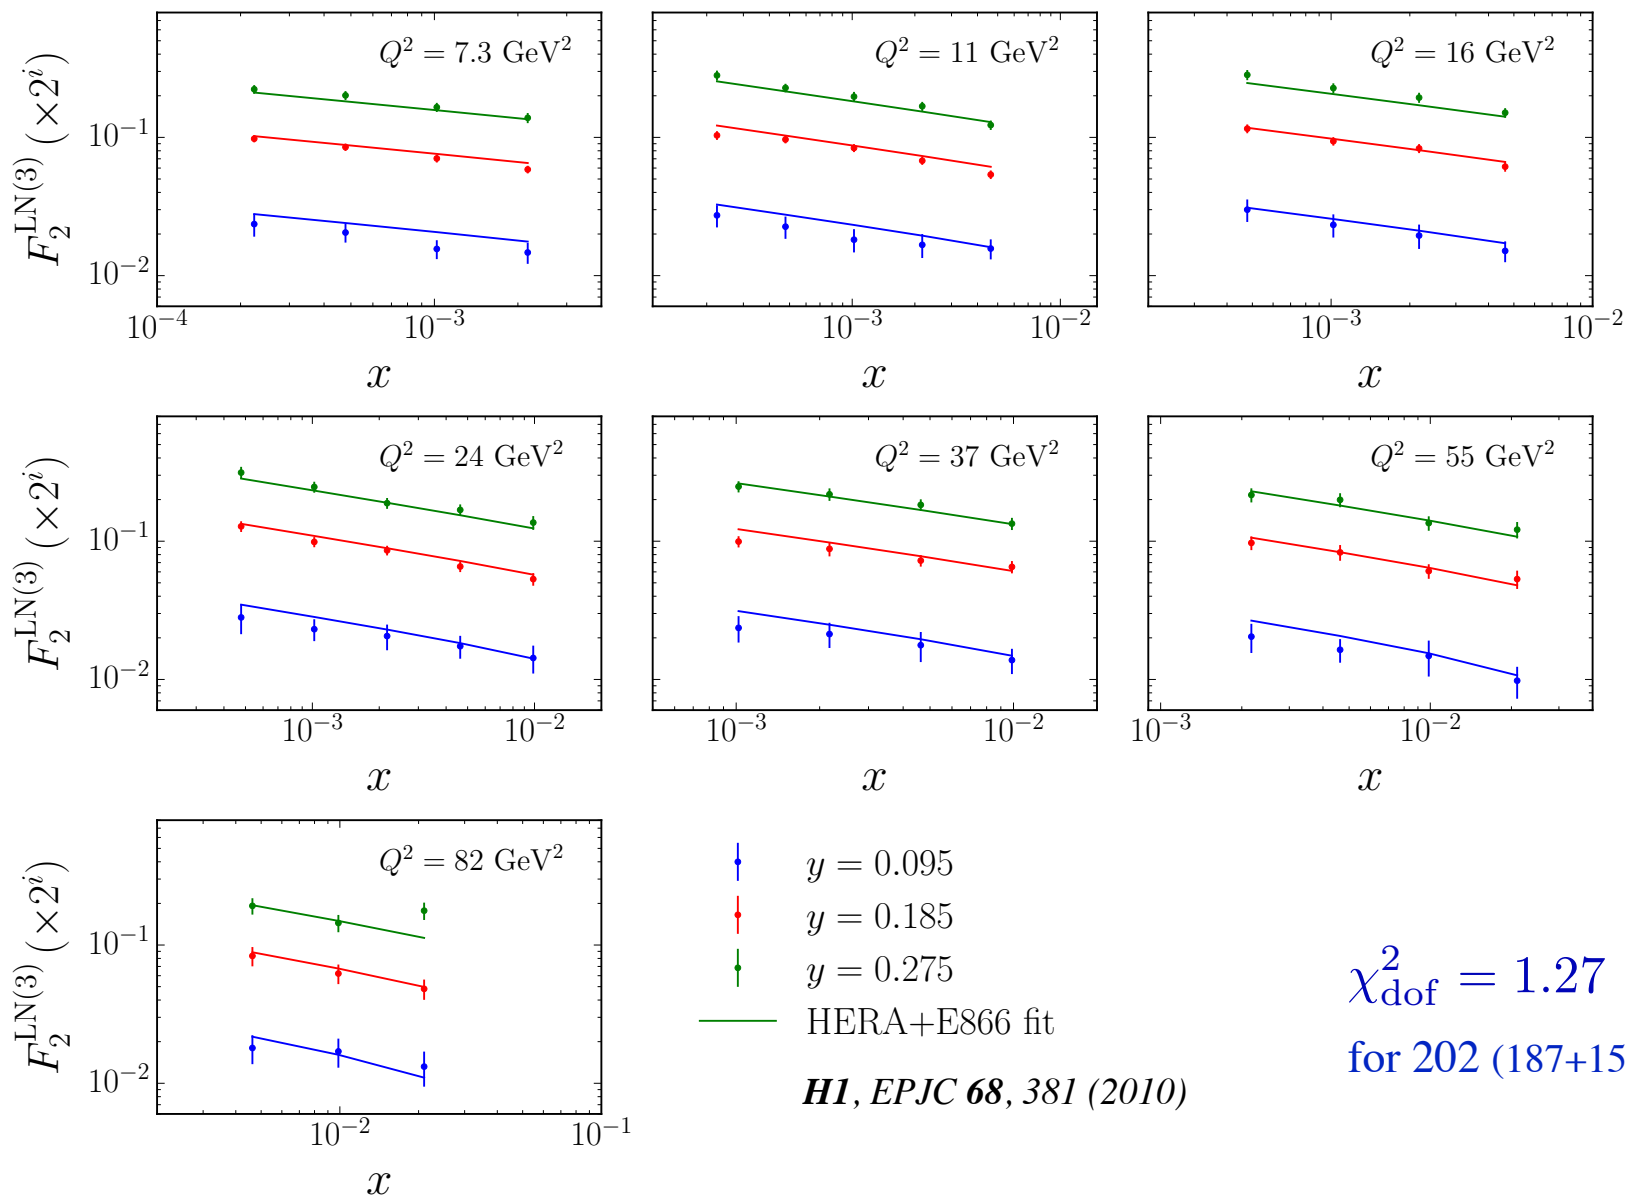 F₂^LN(3) (×2^i)
Q² = 7.3 GeV²
Q² = 11 GeV²
Q² = 16 GeV²
10⁻¹
10⁻²
10⁻⁴ 10⁻³
10⁻³ 10⁻²
10⁻³ 10⁻²
x x x
F₂^LN(3) (×2^i)
Q² = 24 GeV²
Q² = 37 GeV²
Q² = 55 GeV²
10⁻¹
10⁻²
10⁻³ 10⁻²
10⁻³ 10⁻²
10⁻³ 10⁻²
x x x
F₂^LN(3) (×2^i)
Q² = 82 GeV²
10⁻¹
10⁻²
10⁻² 10⁻¹
x
y = 0.095
y = 0.185
y = 0.275
HERA+E866 fit
H1, EPJC 68, 381 (2010)
χ²_dof = 1.27
for 202 (187+15